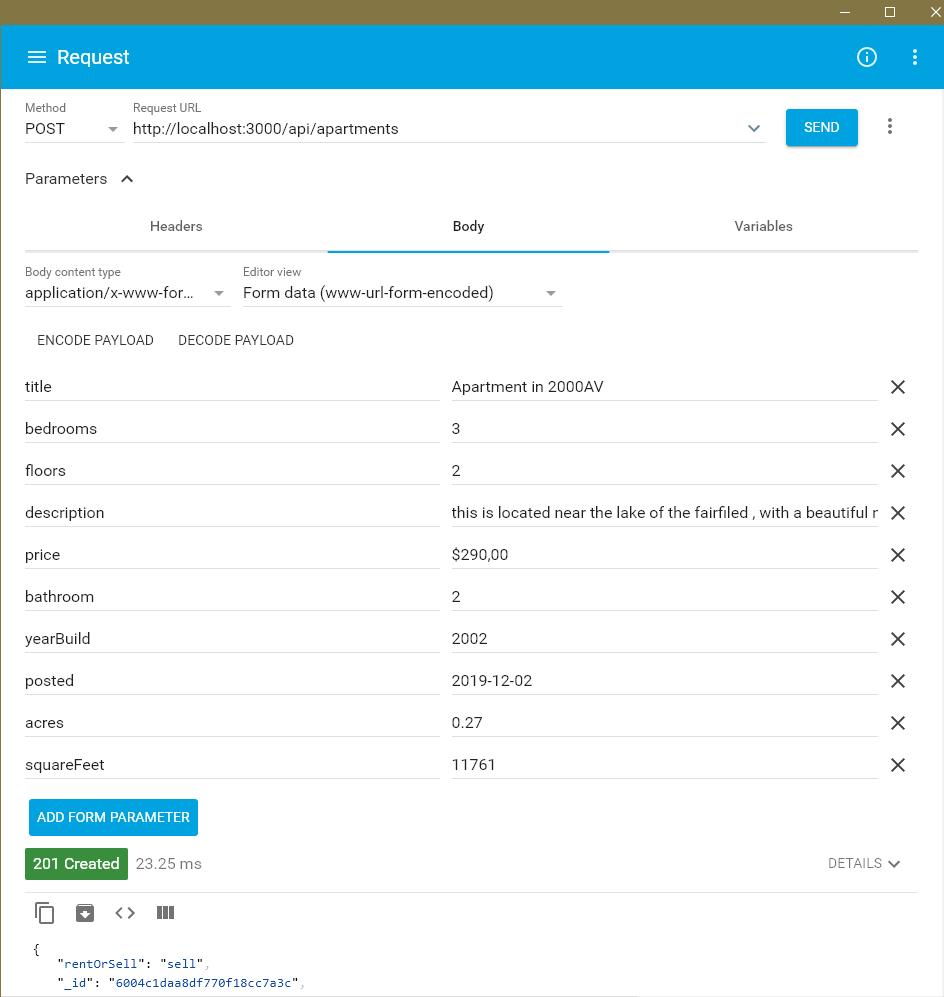 Request
Method
Request URL
POST
http://localhost:3000/api/apartments
SEND
Parameters
Headers
Body
Variables
Body content type
Editor view
application/x-www-for...
Form data (www-url-form-encoded)
ENCODE PAYLOAD
DECODE PAYLOAD
title
Apartment in 2000AV
bedrooms
3
floors
2
description
this is located near the lake of the fairfiled , with a beautiful
price
$290,00
bathroom
2
yearBuild
2002
posted
2019-12-02
acres
0.27
squareFeet
11761
ADD FORM PARAMETER
201 Created
23.25 ms
DETAILS
{
"rentOrSell": "sell",
"_id": "6004c1daa8df770f18cc7a3c",